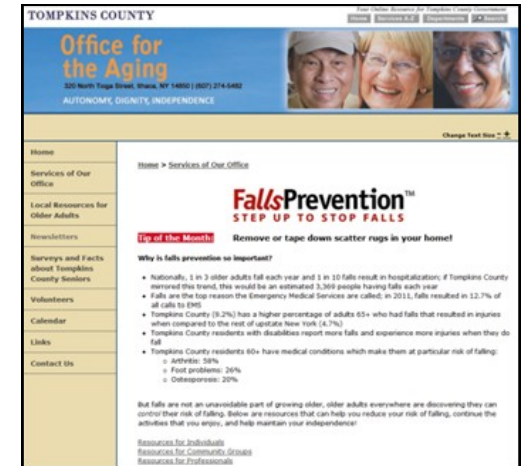 TOMPKINS COUNTY
Your Online Resource for Tompkins County Government
Home Services A-Z Departments Search
Office for
the Aging
320 North Tioga Street, Ithaca, NY 14850 | (607) 274-5482
AUTONOMY, DIGNITY, INDEPENDENCE
Change Text Size - +
Home
Services of Our
Office
Local Resources for
Older Adults
Newsletters
Surveys and Facts
about Tompkins
County Seniors
Volunteers
Calendar
Links
Contact Us
Home > Services of Our Office
FallsPrevention™
STEP UP TO STOP FALLS
Tip of the Month: Remove or tape down scatter rugs in your home!
Why is falls prevention so important?
• Nationally, 1 in 3 older adults fall each year and 1 in 10 falls result in hospitalization; if Tompkins County
mirrored this trend, this would be an estimated 3,369 people having falls each year
• Falls are the top reason the Emergency Medical Services are called; in 2011, falls resulted in 12.7% of
all calls to EMS
• Tompkins County (9.2%) has a higher percentage of adults 65+ who had falls that resulted in injuries
when compared to the rest of upstate New York (4.7%)
• Tompkins County residents with disabilities report more falls and experience more injuries when they do
fall
• Tompkins County residents 60+ have medical conditions which make them at particular risk of falling:
o Arthritis: 58%
o Foot problems: 26%
o Osteoporosis: 20%
But falls are not an unavoidable part of growing older, older adults everywhere are discovering they can
control their risk of falling. Below are resources that can help you reduce your risk of falling, continue the
activities that you enjoy, and help maintain your independence!
Resources for Individuals
Resources for Community Groups
Resources for Professionals